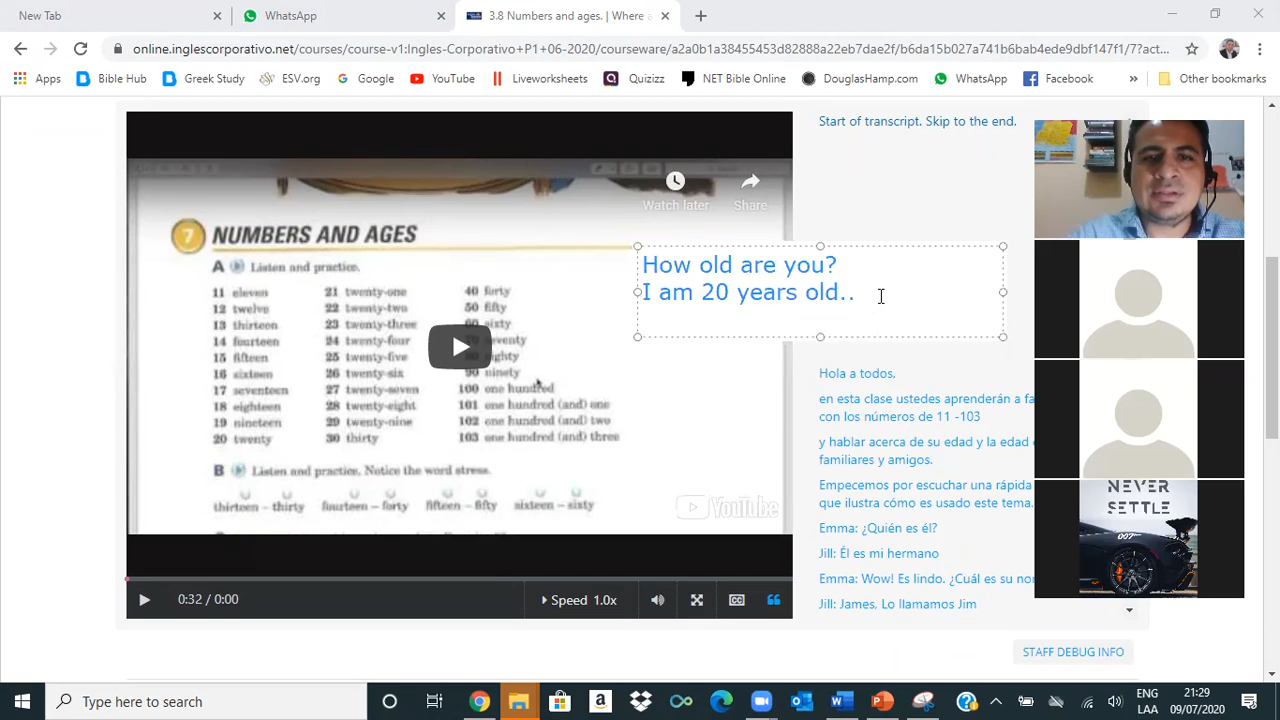 New Tab
WhatsApp
3.8 Numbers and ages. | Where a
online.inglescorporativo.net/courses/course-v1:Ingles-Corporativo+P1+06-2020/courseware/a2a0b1a38455453d82888a22eb7dae2f/b6da15b027a741b6bab4ede9dbf147f1/7?act...
Apps
Bible Hub
Greek Study
ESV.org
Google
YouTube
Liveworksheets
Quizizz
NET Bible Online
DouglasHamp.com
WhatsApp
Facebook
»
Other bookmarks
Start of transcript. Skip to the end.
Watch later
Share
7 NUMBERS AND AGES
A Listen and practice.
11 eleven
12 twelve
13 thirteen
14 fourteen
15 fifteen
16 sixteen
17 seventeen
18 eighteen
19 nineteen
20 twenty
21 twenty-one
22 twenty-two
23 twenty-three
24 twenty-four
25 twenty-five
26 twenty-six
27 twenty-seven
28 twenty-eight
29 twenty-nine
30 thirty
40 forty
50 fifty
60 sixty
seventy
eighty
90 ninety
100 one hundred
101 one hundred (and) one
102 one hundred (and) two
103 one hundred (and) three
B Listen and practice. Notice the word stress.
thirteen – thirty fourteen – forty fifteen – fifty sixteen – sixty
YouTube
How old are you?
I am 20 years old..
Hola a todos,
en esta clase ustedes aprenderán a fa
con los números de 11 -103
y hablar acerca de su edad y la edad
familiares y amigos.
Empecemos por escuchar una rápida
que ilustra cómo es usado este tema.
Emma: ¿Quién es él?
Jill: Él es mi hermano
Emma: Wow! Es lindo. ¿Cuál es su no
Jill: James, Lo llamamos Jim
0:32 / 0:00
Speed 1.0x
STAFF DEBUG INFO
NEVER
SETTLE
007
Type here to search
ENG
LAA
21:29
09/07/2020